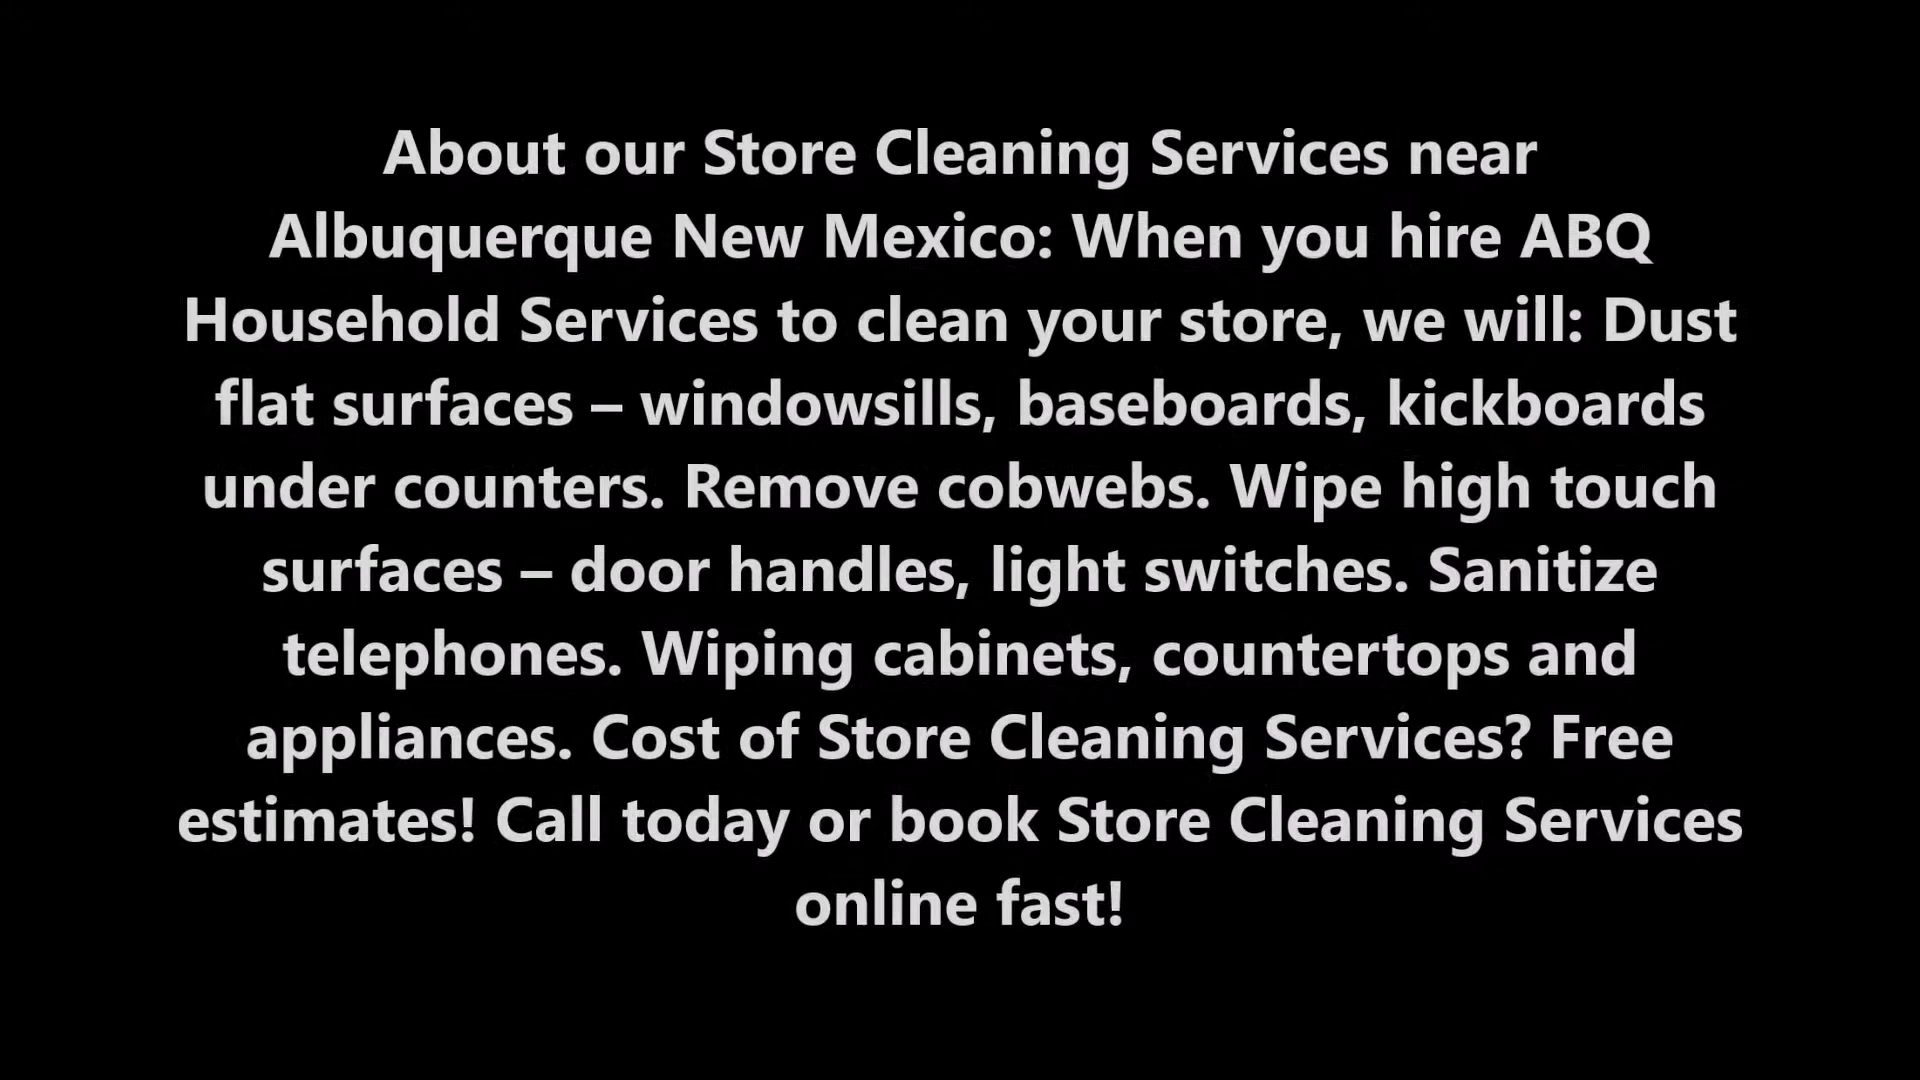 About our Store Cleaning Services near
Albuquerque New Mexico: When you hire ABQ
Household Services to clean your store, we will: Dust
flat surfaces – windowsills, baseboards, kickboards
under counters. Remove cobwebs. Wipe high touch
surfaces – door handles, light switches. Sanitize
telephones. Wiping cabinets, countertops and
appliances. Cost of Store Cleaning Services? Free
estimates! Call today or book Store Cleaning Services
online fast!